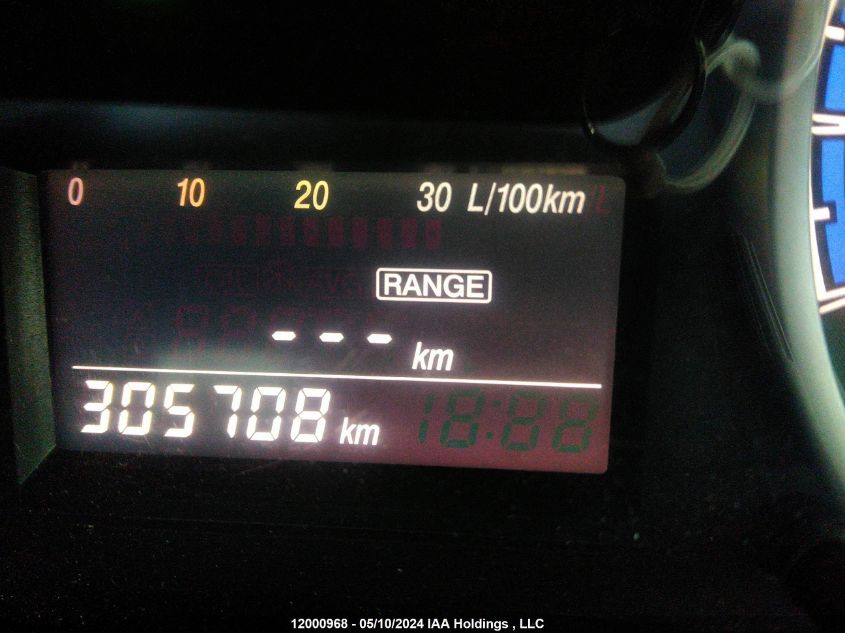 0 10 20 30 L/100km
RANGE
--- km
305708 km 18:88
12000968 - 05/10/2024 IAA Holdings , LLC